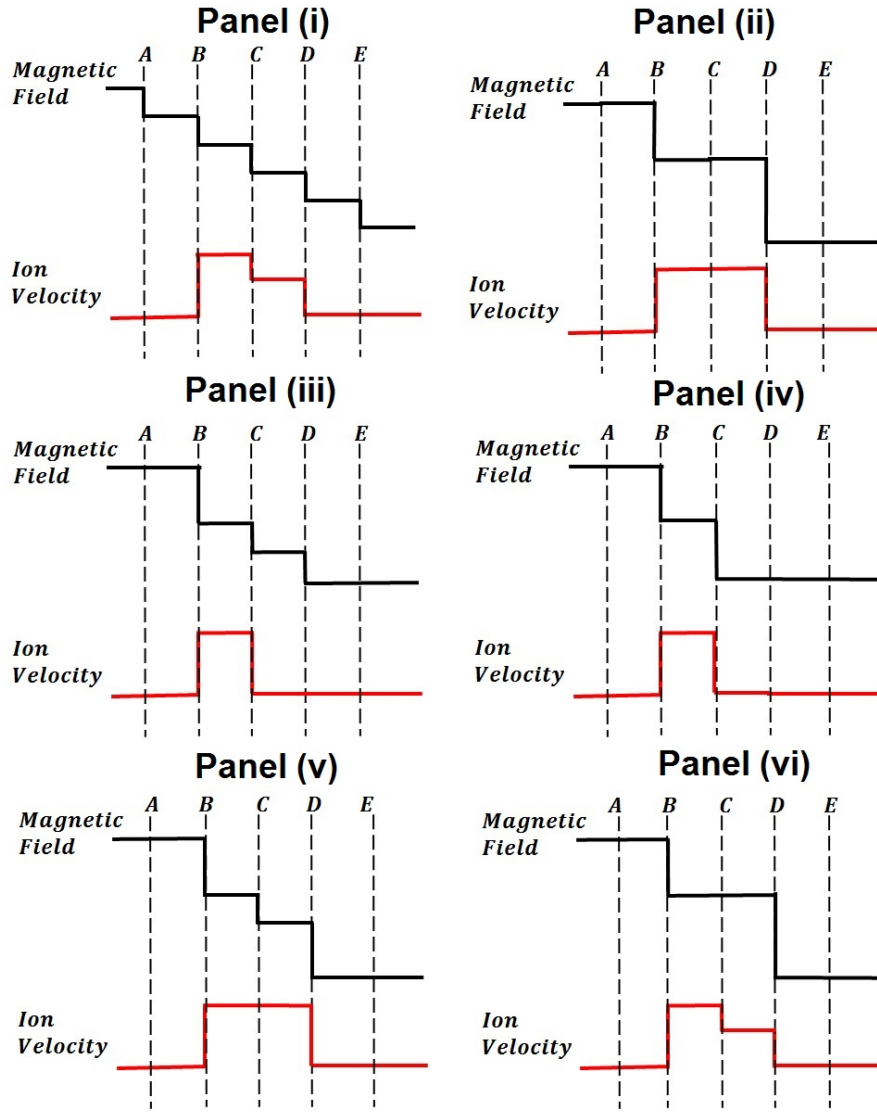 Panel (i)
A B C D E
Magnetic
Field
Ion
Velocity
Panel (ii)
A B C D E
Magnetic
Field
Ion
Velocity
Panel (iii)
A B C D E
Magnetic
Field
Ion
Velocity
Panel (iv)
A B C D E
Magnetic
Field
Ion
Velocity
Panel (v)
A B C D E
Magnetic
Field
Ion
Velocity
Panel (vi)
A B C D E
Magnetic
Field
Ion
Velocity